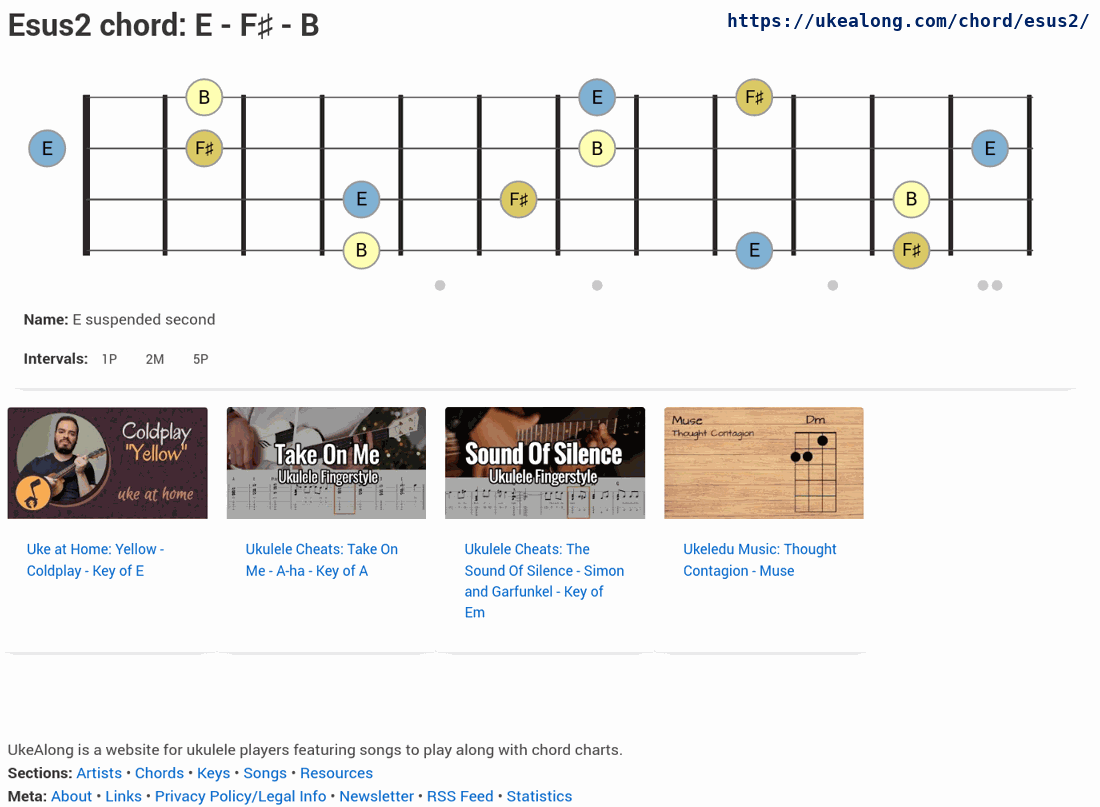 Esus2 chord: E - F♯ - B
https://ukealong.com/chord/esus2/
B E F♯
E F♯ B E
E F♯ B
B E F♯
Name: E suspended second
Intervals: 1P 2M 5P
Coldplay
"Yellow"
uke at home
Take On Me
Ukulele Fingerstyle
Sound Of Silence
Ukulele Fingerstyle
Muse
Thought Contagion
Dm
Uke at Home: Yellow -
Coldplay - Key of E
Ukulele Cheats: Take On
Me - A-ha - Key of A
Ukulele Cheats: The
Sound Of Silence - Simon
and Garfunkel - Key of
Em
Ukeledu Music: Thought
Contagion - Muse
UkeAlong is a website for ukulele players featuring songs to play along with chord charts.
Sections: Artists • Chords • Keys • Songs • Resources
Meta: About • Links • Privacy Policy/Legal Info • Newsletter • RSS Feed • Statistics